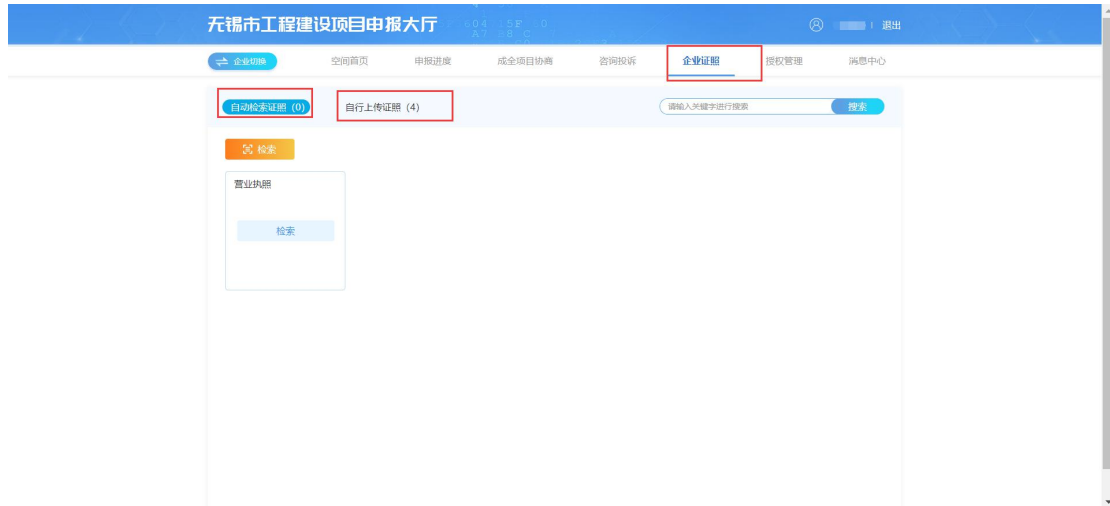 无锡市工程建设项目申报大厅
退出
企业切换 空间首页 申报进度 成全项目协商 咨询投诉 企业证照 授权管理 消息中心
自动检索证照 (0) 自行上传证照 (4) 请输入关键字进行搜索 搜索
检索
营业执照
检索